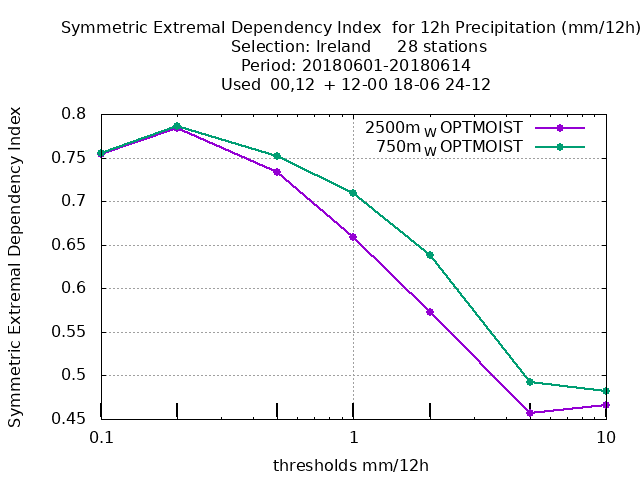 Symmetric Extremal Dependency Index  for 12h Precipitation (mm/12h)
Selection: Ireland     28 stations
Period: 20180601-20180614
Used  00,12  + 12-00 18-06 24-12
Symmetric Extremal Dependency Index
0.8
0.75
0.7
0.65
0.6
0.55
0.5
0.45
2500m W OPTMOIST
750m W OPTMOIST
0.1 1 10
thresholds mm/12h